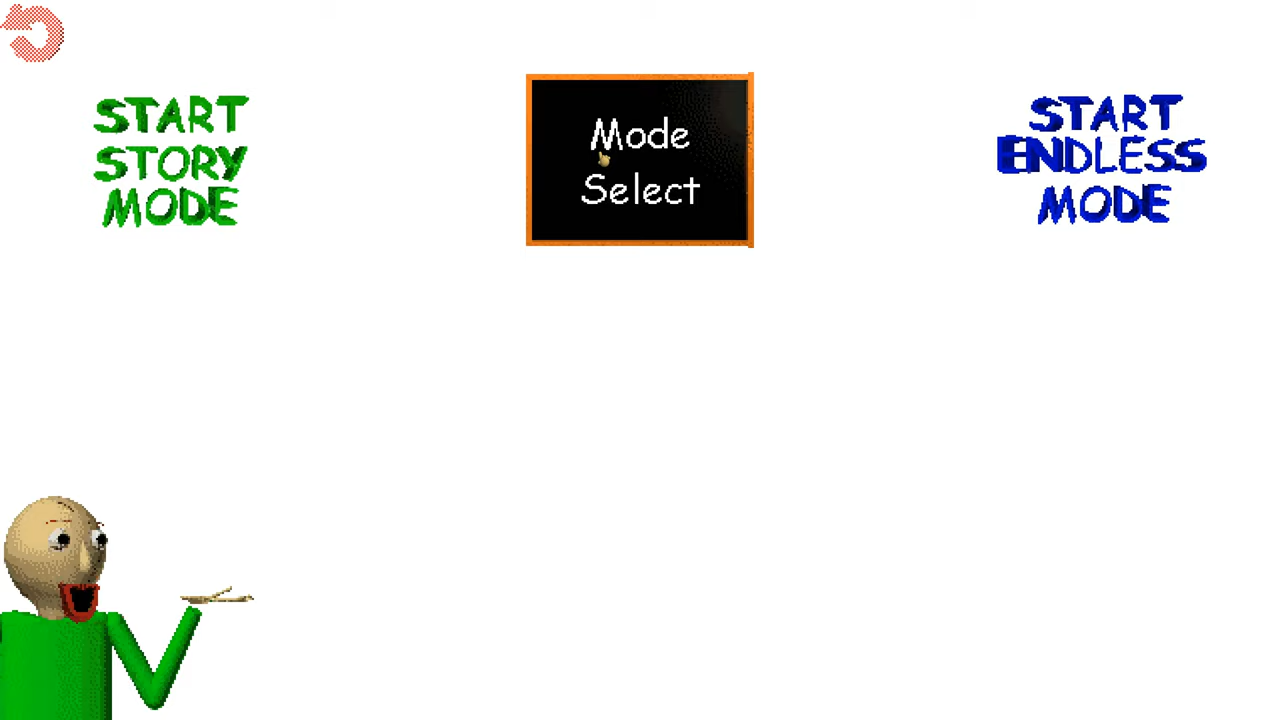 START
STORY
MODE
Mode
Select
START
ENDLESS
MODE